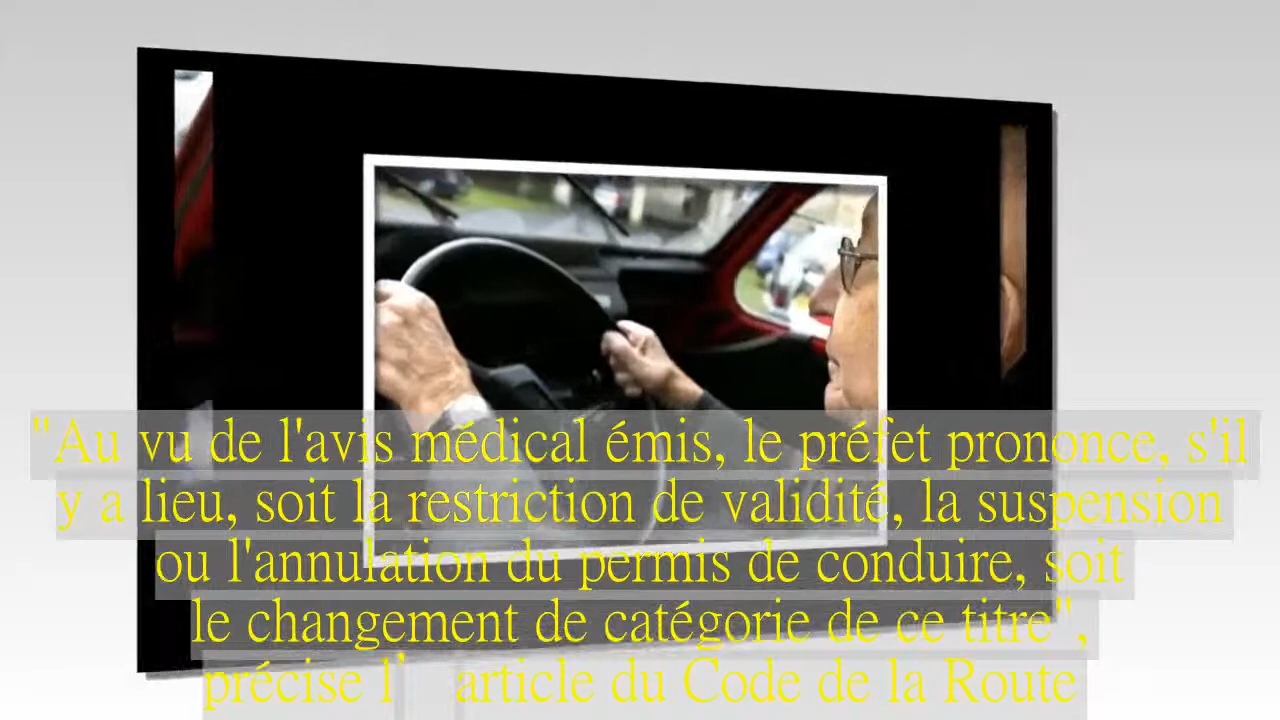 "Au vu de l'avis médical émis, le préfet prononce, s'il
y a lieu, soit la restriction de validité, la suspension
ou l'annulation du permis de conduire, soit
le changement de catégorie de ce titre",
précise l’ article du Code de la Route